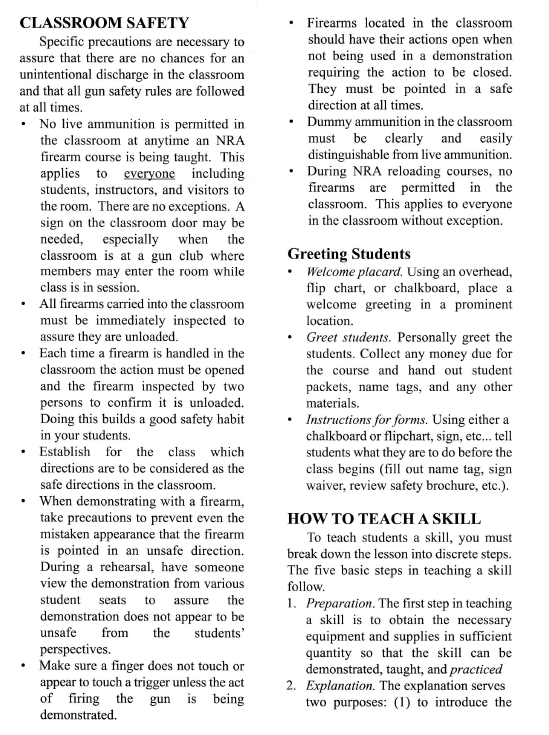 CLASSROOM SAFETY
Specific precautions are necessary to
assure that there are no chances for an
unintentional discharge in the classroom
and that all gun safety rules are followed
at all times.
• No live ammunition is permitted in
the classroom at anytime an NRA
firearm course is being taught. This
applies to everyone including
students, instructors, and visitors to
the room. There are no exceptions. A
sign on the classroom door may be
needed, especially when the
classroom is at a gun club where
members may enter the room while
class is in session.
• All firearms carried into the classroom
must be immediately inspected to
assure they are unloaded.
• Each time a firearm is handled in the
classroom the action must be opened
and the firearm inspected by two
persons to confirm it is unloaded.
Doing this builds a good safety habit
in your students.
• Establish for the class which
directions are to be considered as the
safe directions in the classroom.
• When demonstrating with a firearm,
take precautions to prevent even the
mistaken appearance that the firearm
is pointed in an unsafe direction.
During a rehearsal, have someone
view the demonstration from various
student seats to assure the
demonstration does not appear to be
unsafe from the students'
perspectives.
• Make sure a finger does not touch or
appear to touch a trigger unless the act
of firing the gun is being
demonstrated.
• Firearms located in the classroom
should have their actions open when
not being used in a demonstration
requiring the action to be closed.
They must be pointed in a safe
direction at all times.
• Dummy ammunition in the classroom
must be clearly and easily
distinguishable from live ammunition.
• During NRA reloading courses, no
firearms are permitted in the
classroom. This applies to everyone
in the classroom without exception.
Greeting Students
• Welcome placard. Using an overhead,
flip chart, or chalkboard, place a
welcome greeting in a prominent
location.
• Greet students. Personally greet the
students. Collect any money due for
the course and hand out student
packets, name tags, and any other
materials.
• Instructions for forms. Using either a
chalkboard or flipchart, sign, etc... tell
students what they are to do before the
class begins (fill out name tag, sign
waiver, review safety brochure, etc.).
HOW TO TEACH A SKILL
To teach students a skill, you must
break down the lesson into discrete steps.
The five basic steps in teaching a skill
follow.
1. Preparation. The first step in teaching
a skill is to obtain the necessary
equipment and supplies in sufficient
quantity so that the skill can be
demonstrated, taught, and practiced
2. Explanation. The explanation serves
two purposes: (1) to introduce the